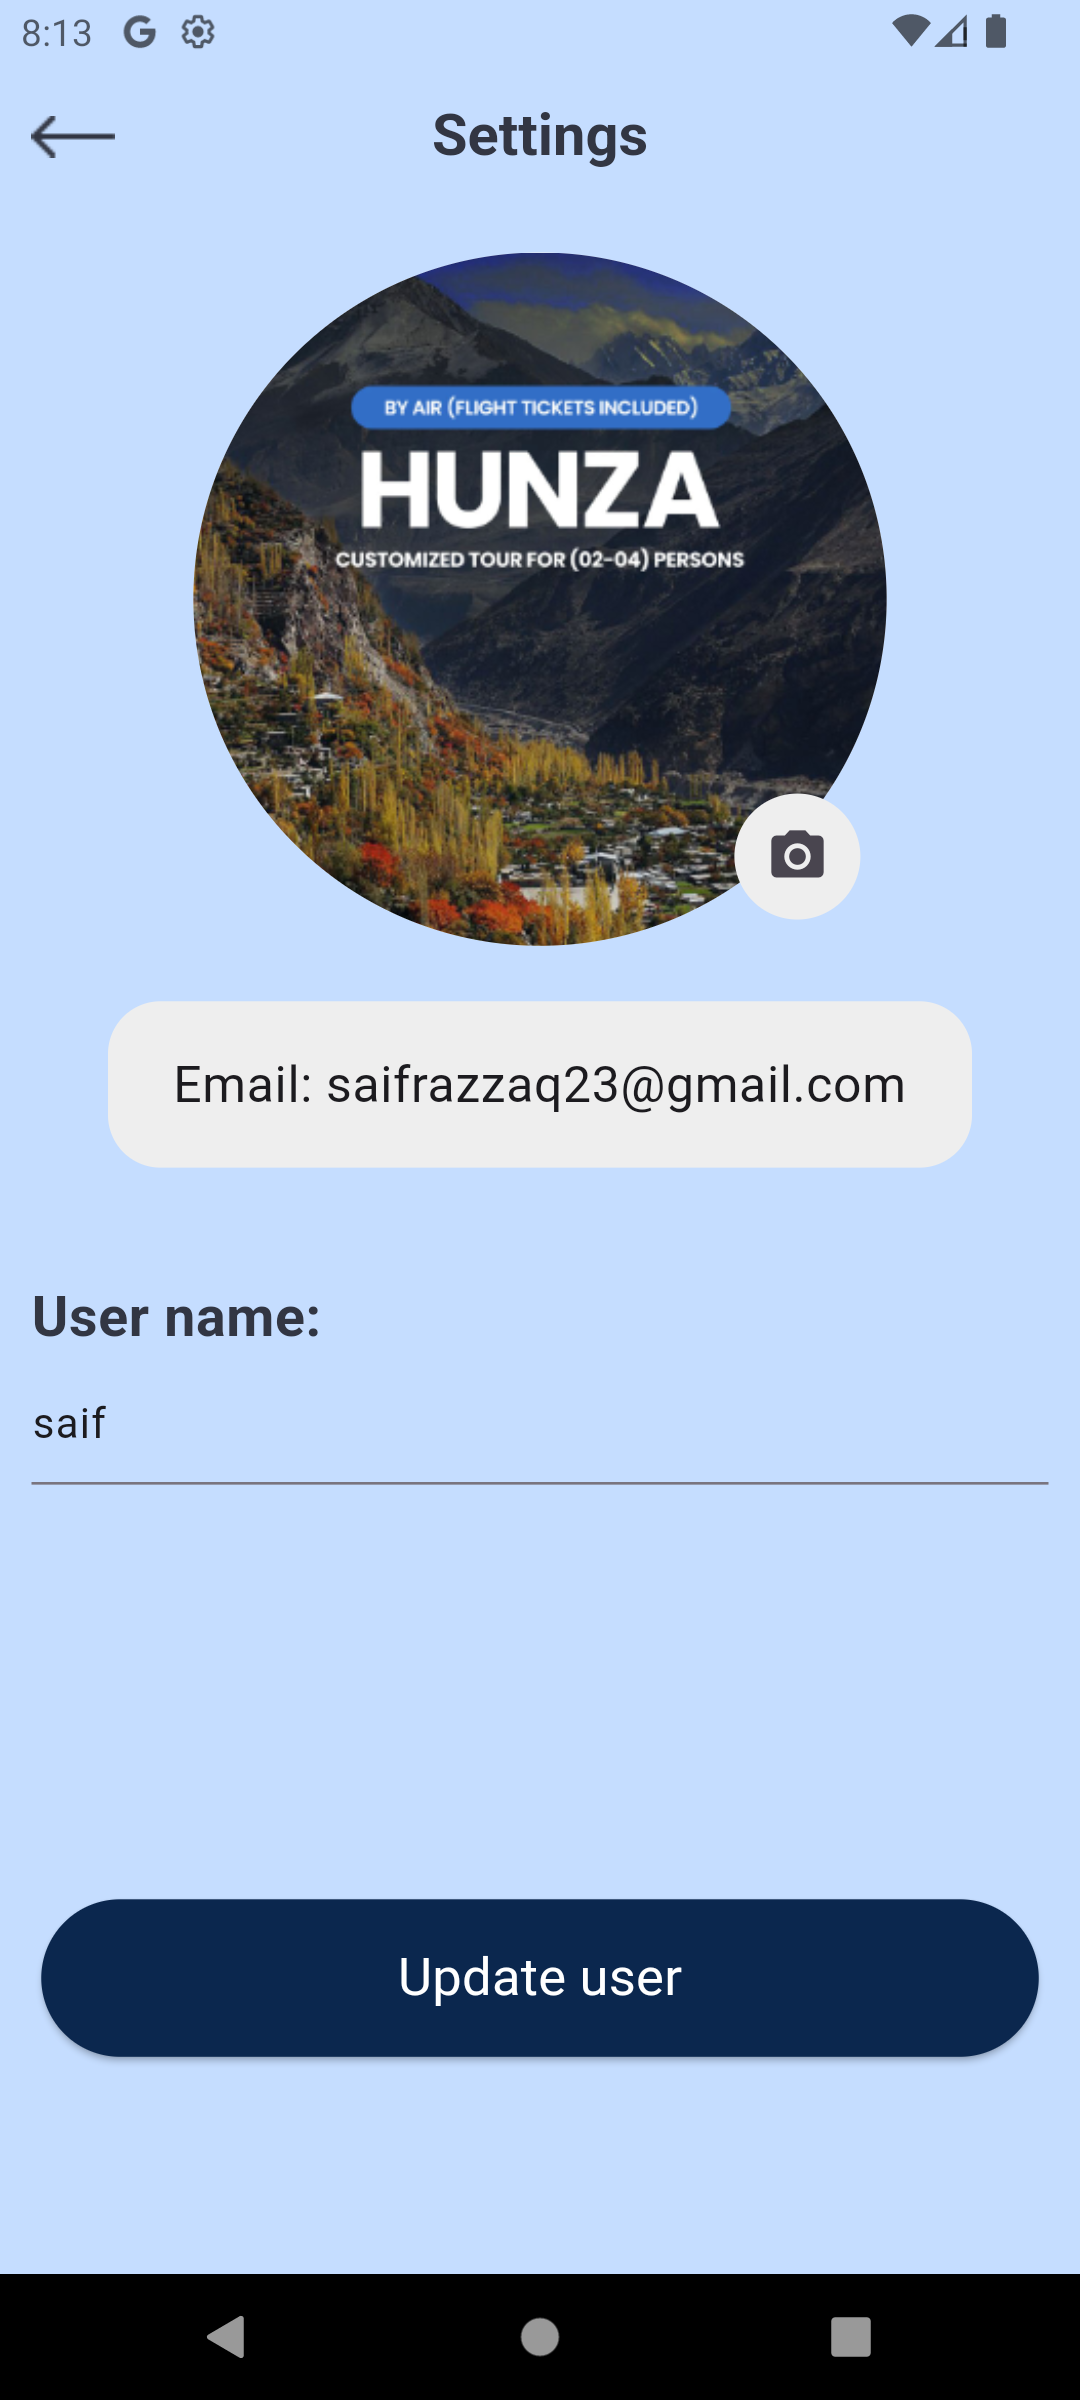 8:13
Settings
BY AIR (FLIGHT TICKETS INCLUDED)
HUNZA
CUSTOMIZED TOUR FOR (02-04) PERSONS
Email: saifrazzaq23@gmail.com
User name:
saif
Update user